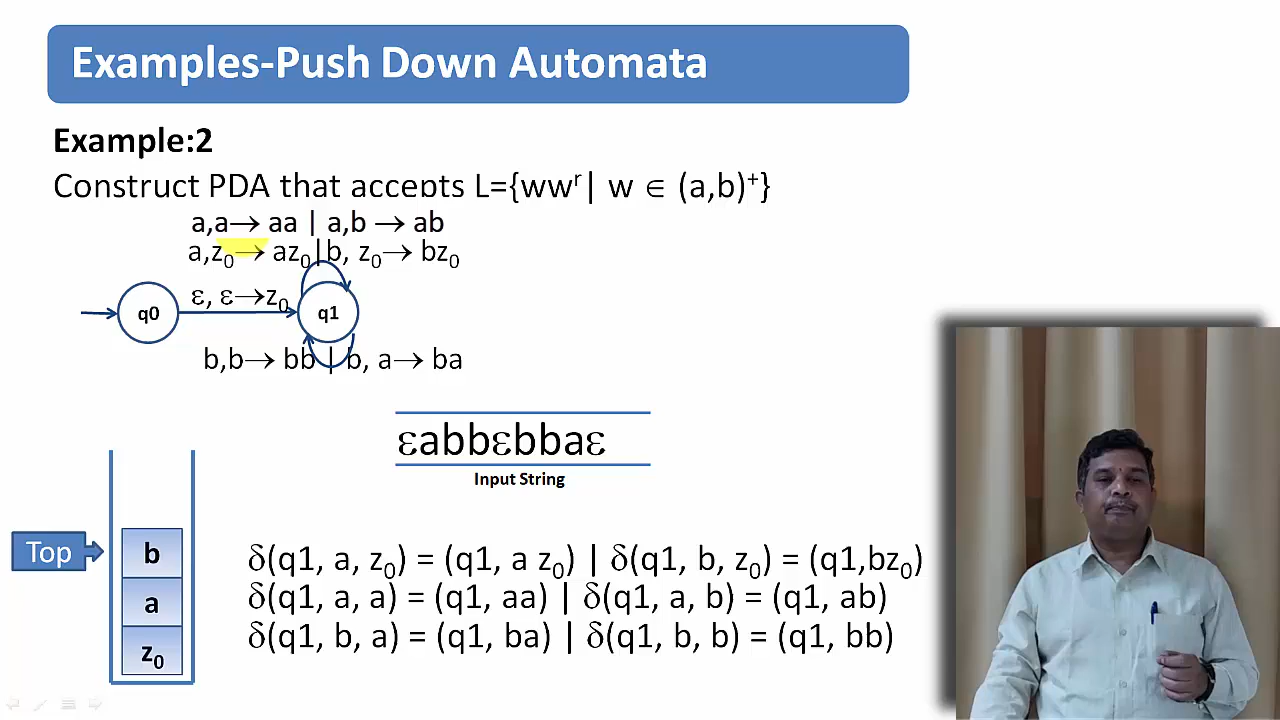 Examples-Push Down Automata
Example:2
Construct PDA that accepts L={wwʳ| w ∈ (a,b)⁺}
a,a→ aa | a,b → ab
a,z₀→ az₀|b, z₀→ bz₀
ε, ε→z₀
q0
q1
b,b→ bb | b, a→ ba
εabbεbbaε
Input String
Top
b
a
z₀
δ(q1, a, z₀) = (q1, a z₀) | δ(q1, b, z₀) = (q1,bz₀)
δ(q1, a, a) = (q1, aa) | δ(q1, a, b) = (q1, ab)
δ(q1, b, a) = (q1, ba) | δ(q1, b, b) = (q1, bb)